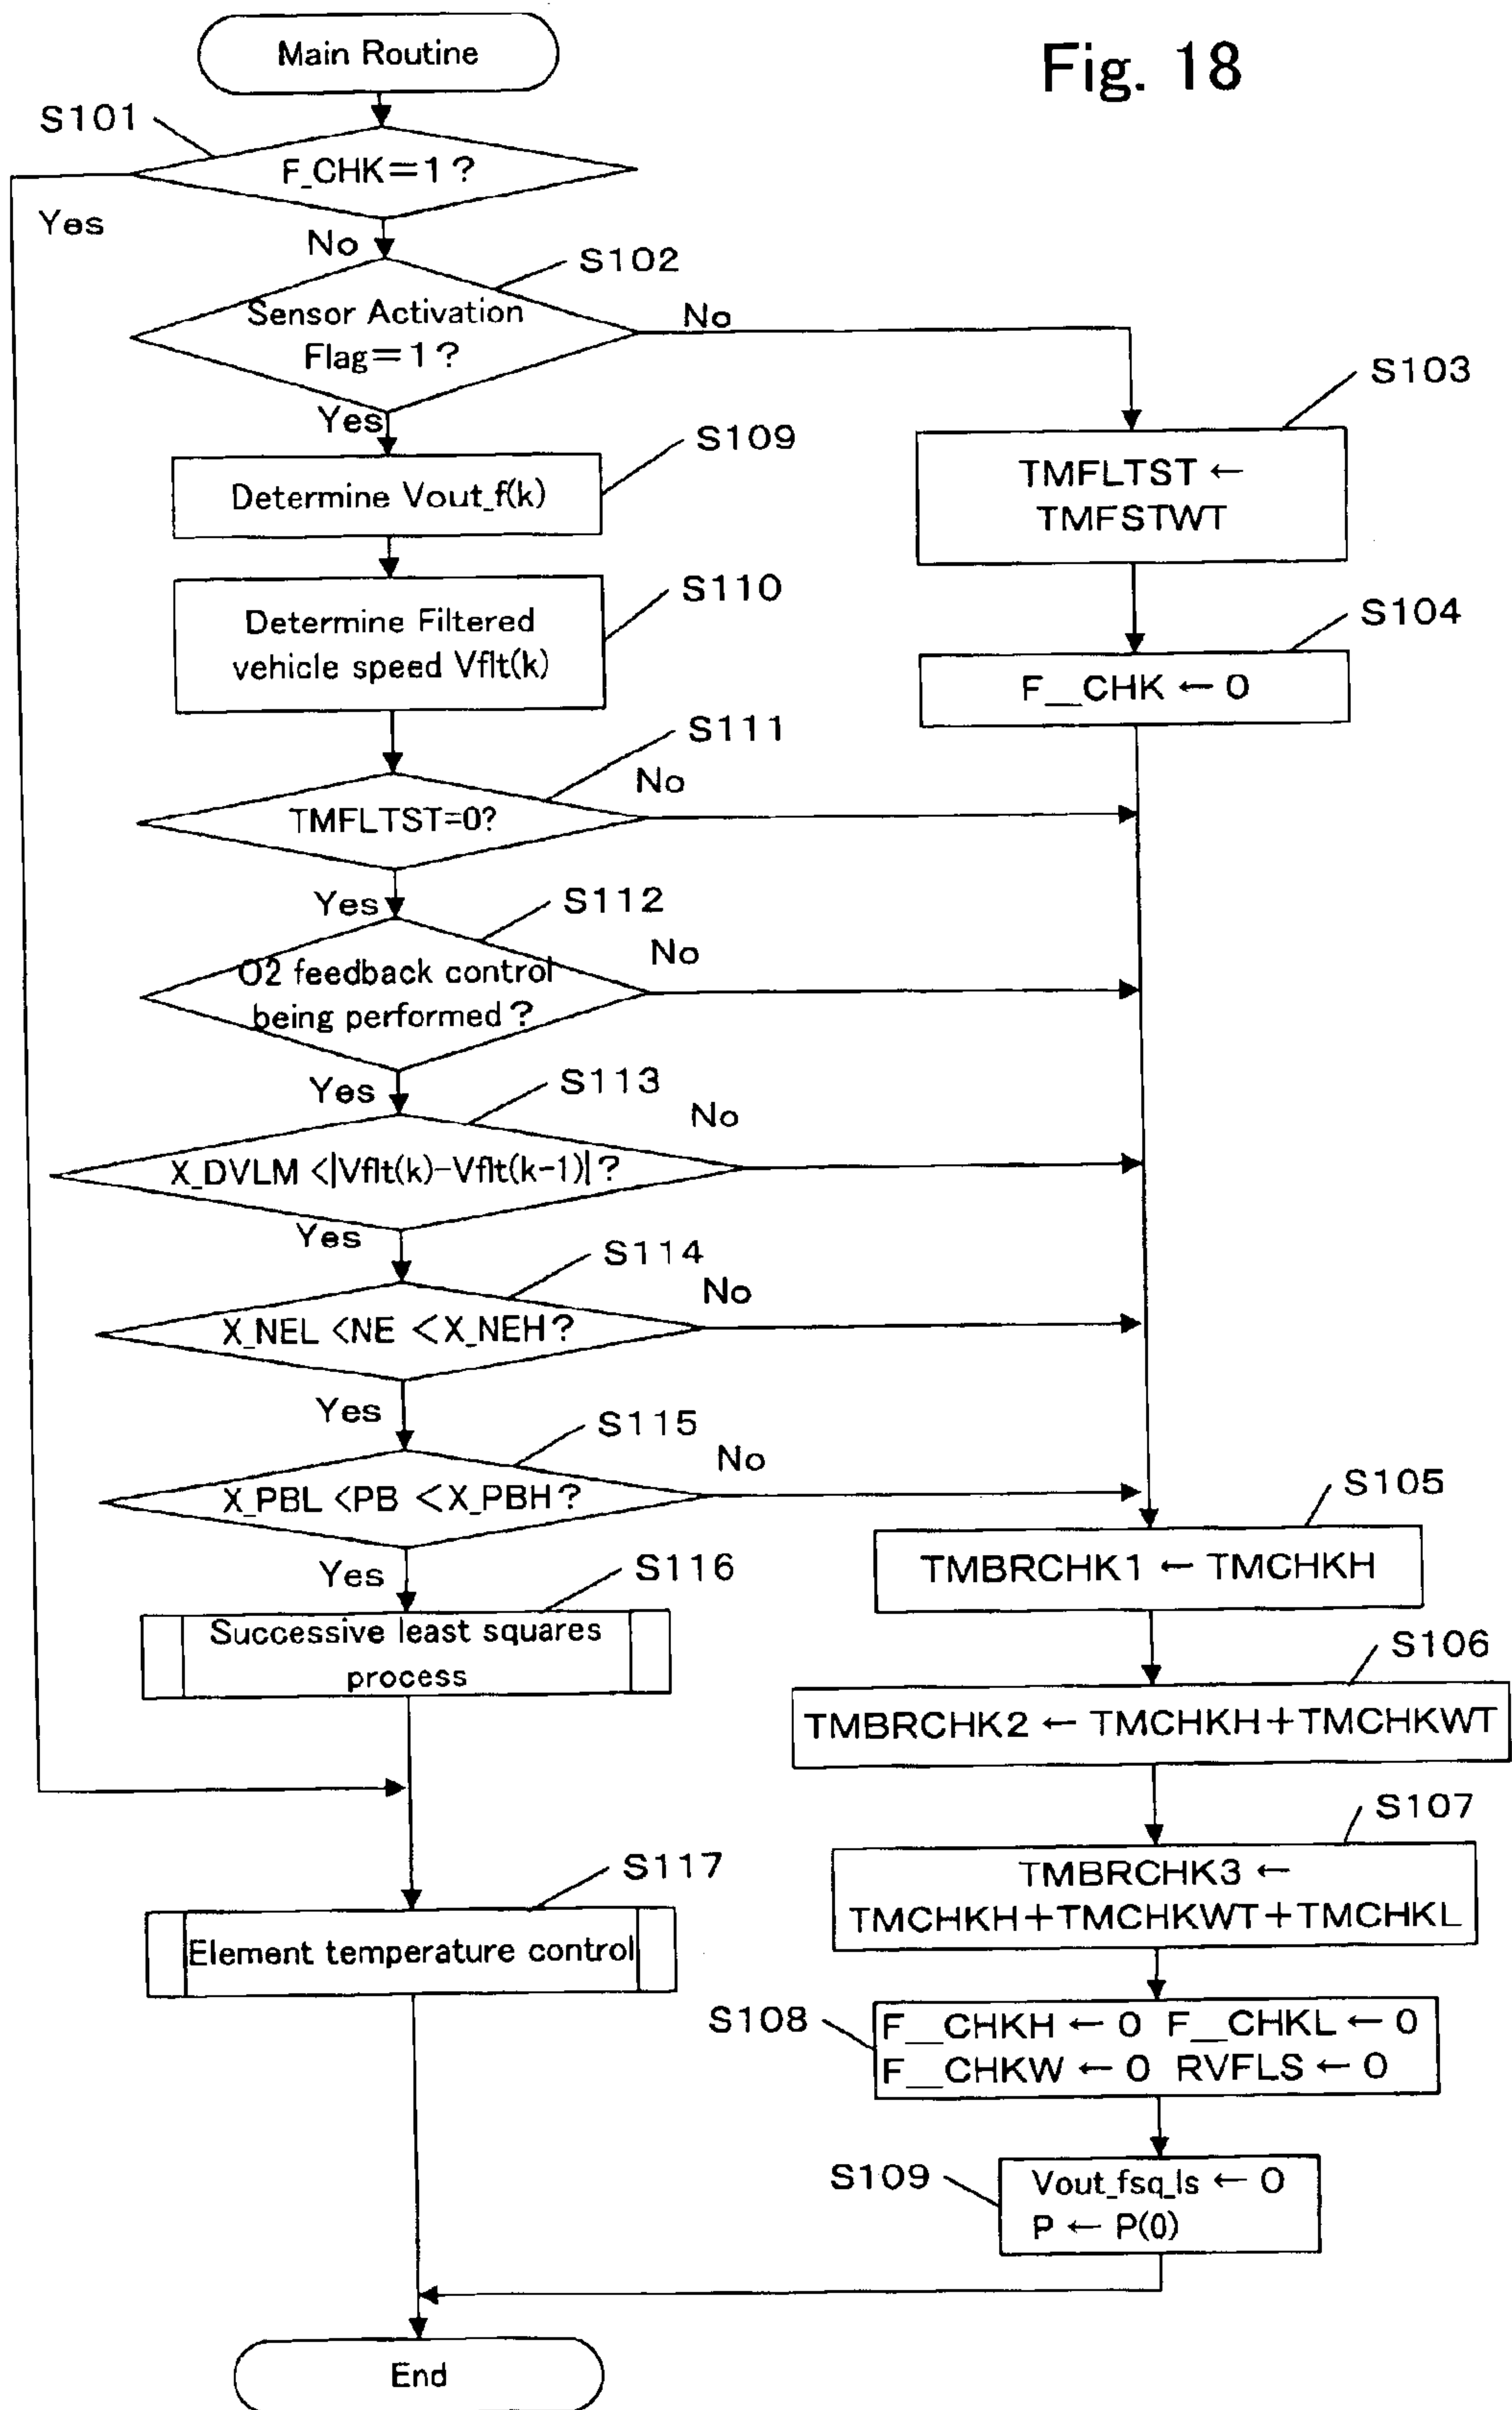 Fig. 18
Main Routine
S101
F_CHK=1?
Yes
No
S102
Sensor Activation
Flag=1?
No
Yes
S103
TMFLTST ←
TMFSTWT
S104
F__CHK ← 0
S109
Determine Vout_f(k)
S110
Determine Filtered
vehicle speed Vflt(k)
S111
TMFLTST=0?
No
Yes
S112
O2 feedback control
being performed?
No
Yes
S113
X_DVLM <|Vflt(k)-Vflt(k-1)|?
No
Yes
S114
X_NEL <NE <X_NEH?
No
Yes
S115
X_PBL <PB <X_PBH?
No
Yes
S116
Successive least squares
process
S117
Element temperature control
S105
TMBRCHK1 ← TMCHKH
S106
TMBRCHK2 ← TMCHKH+TMCHKWT
S107
TMBRCHK3 ←
TMCHKH+TMCHKWT+TMCHKL
S108
F__CHKH ← 0 F__CHKL ← 0
F__CHKW ← 0 RVFLS ← 0
S109
Vout_fsq_ls ← 0
P ← P(0)
End